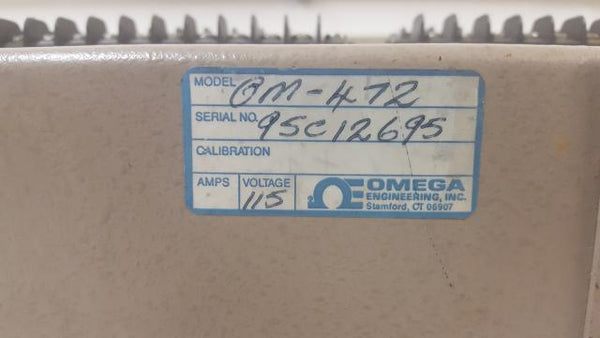 MODEL OM-472
SERIAL NO. 95C12695
CALIBRATION
AMPS VOLTAGE 115
OMEGA
ENGINEERING, INC.
Stamford, CT 06907